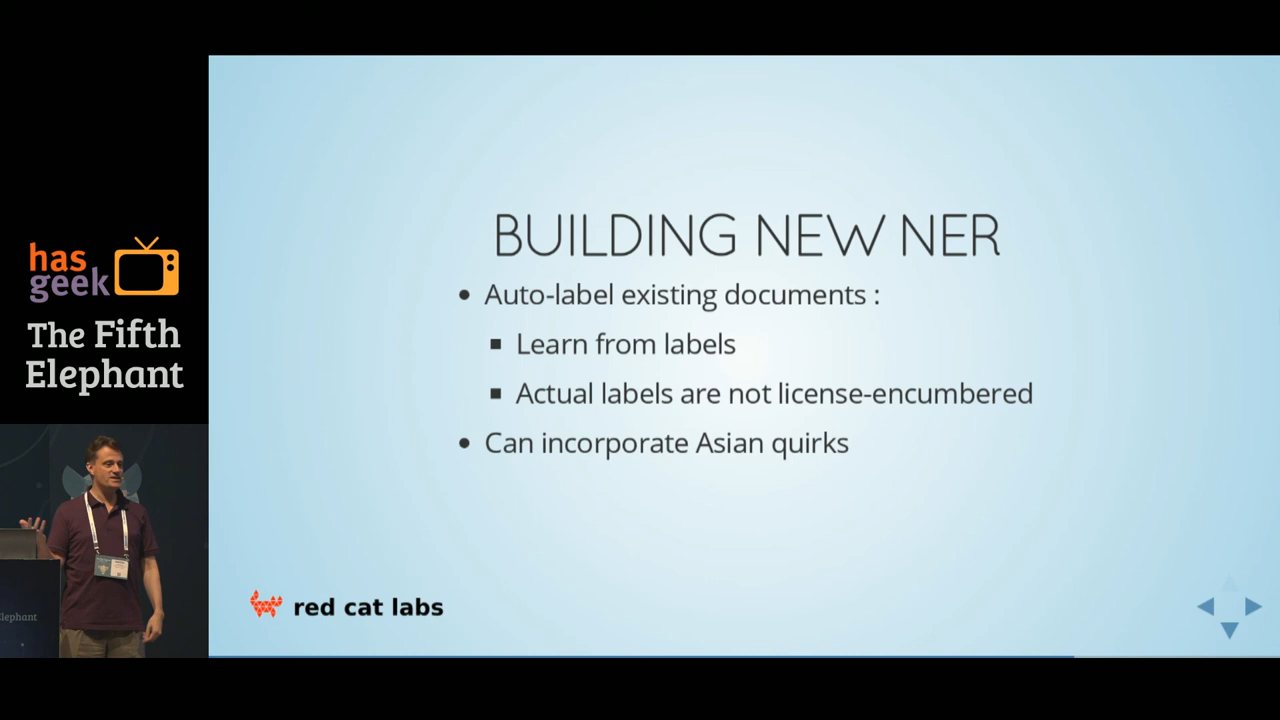 has
geek
The Fifth
Elephant
BUILDING NEW NER
Auto-label existing documents :
Learn from labels
Actual labels are not license-encumbered
Can incorporate Asian quirks
red cat labs
lephant